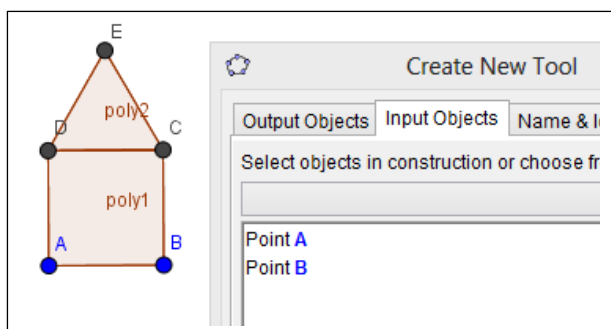 E
poly2
D
C
poly1
A
B
Create New Tool
Output Objects
Input Objects
Name &
Select objects in construction or choose fr
Point A
Point B